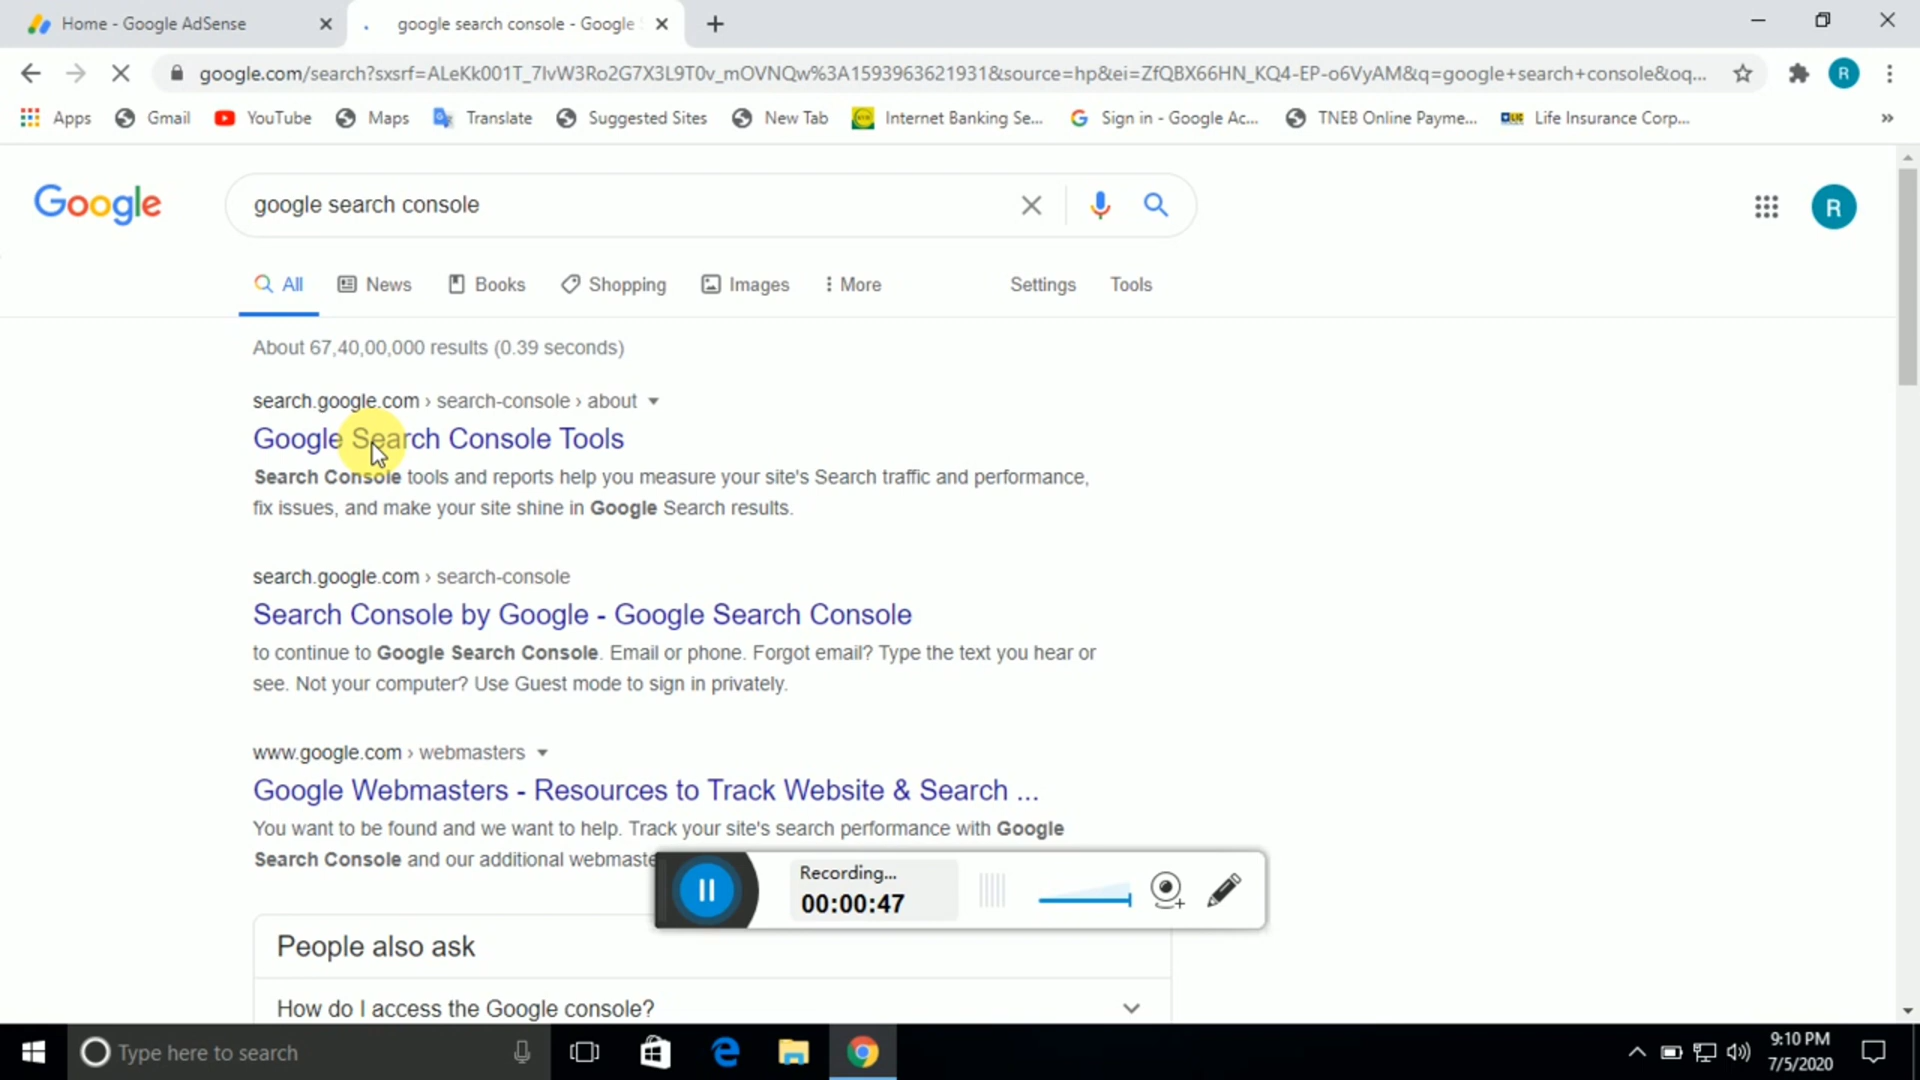 Home - Google AdSense
google search console - Google
google.com/search?sxsrf=ALeKk001T_7IvW3Ro2G7X3L9T0v_mOVNQw%3A1593963621931&source=hp&ei=ZfQBX66HN_KQ4-EP-o6VyAM&q=google+search+console&oq...
R
Apps
Gmail
YouTube
Maps
Translate
Suggested Sites
New Tab
Internet Banking Se...
Sign in - Google Ac...
TNEB Online Payme...
LIC
Life Insurance Corp...
»
Google
google search console
R
All
News
Books
Shopping
Images
More
Settings
Tools
About 67,40,00,000 results (0.39 seconds)
search.google.com › search-console › about
Google Search Console Tools
Search Console tools and reports help you measure your site's Search traffic and performance,
fix issues, and make your site shine in Google Search results.
search.google.com › search-console
Search Console by Google - Google Search Console
to continue to Google Search Console. Email or phone. Forgot email? Type the text you hear or
see. Not your computer? Use Guest mode to sign in privately.
www.google.com › webmasters
Google Webmasters - Resources to Track Website & Search ...
You want to be found and we want to help. Track your site's search performance with Google
Search Console and our additional webmaste
Recording...
00:00:47
People also ask
How do I access the Google console?
Type here to search
9:10 PM
7/5/2020